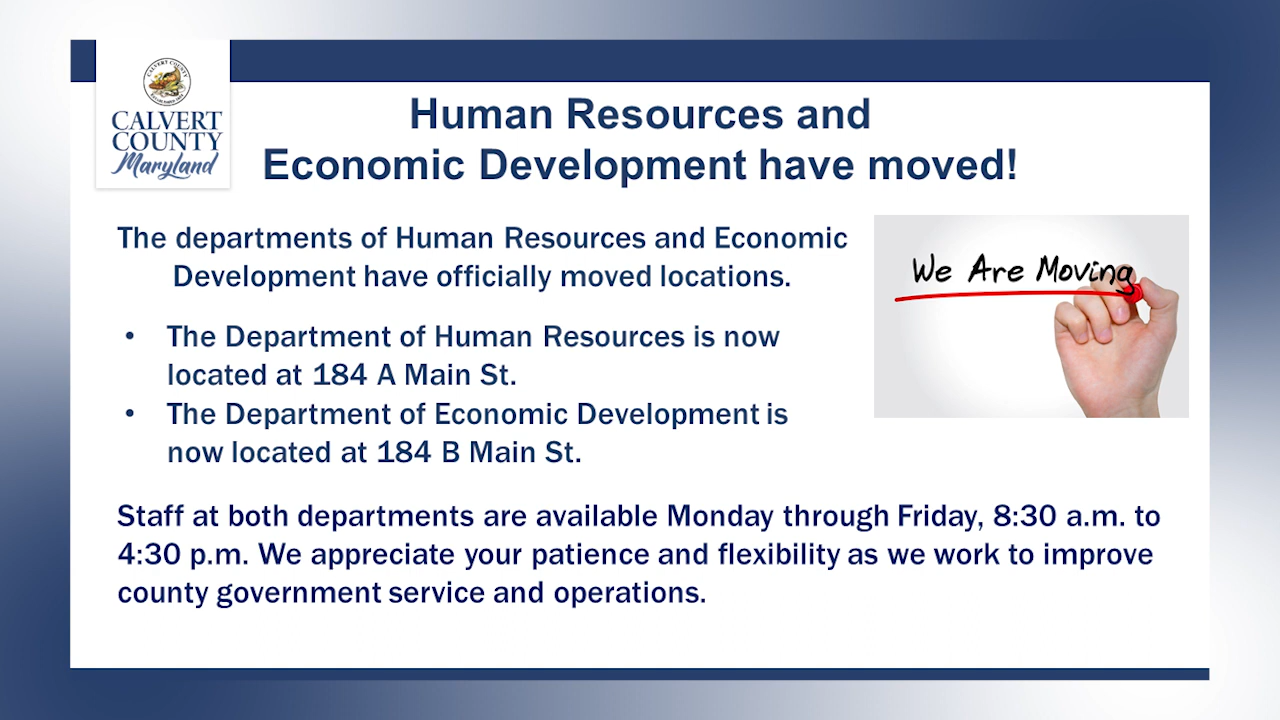 CALVERT COUNTY
CALVERT
COUNTY
Maryland
Human Resources and
Economic Development have moved!
The departments of Human Resources and Economic
Development have officially moved locations.
• The Department of Human Resources is now
located at 184 A Main St.
• The Department of Economic Development is
now located at 184 B Main St.
We Are Moving
Staff at both departments are available Monday through Friday, 8:30 a.m. to
4:30 p.m. We appreciate your patience and flexibility as we work to improve
county government service and operations.